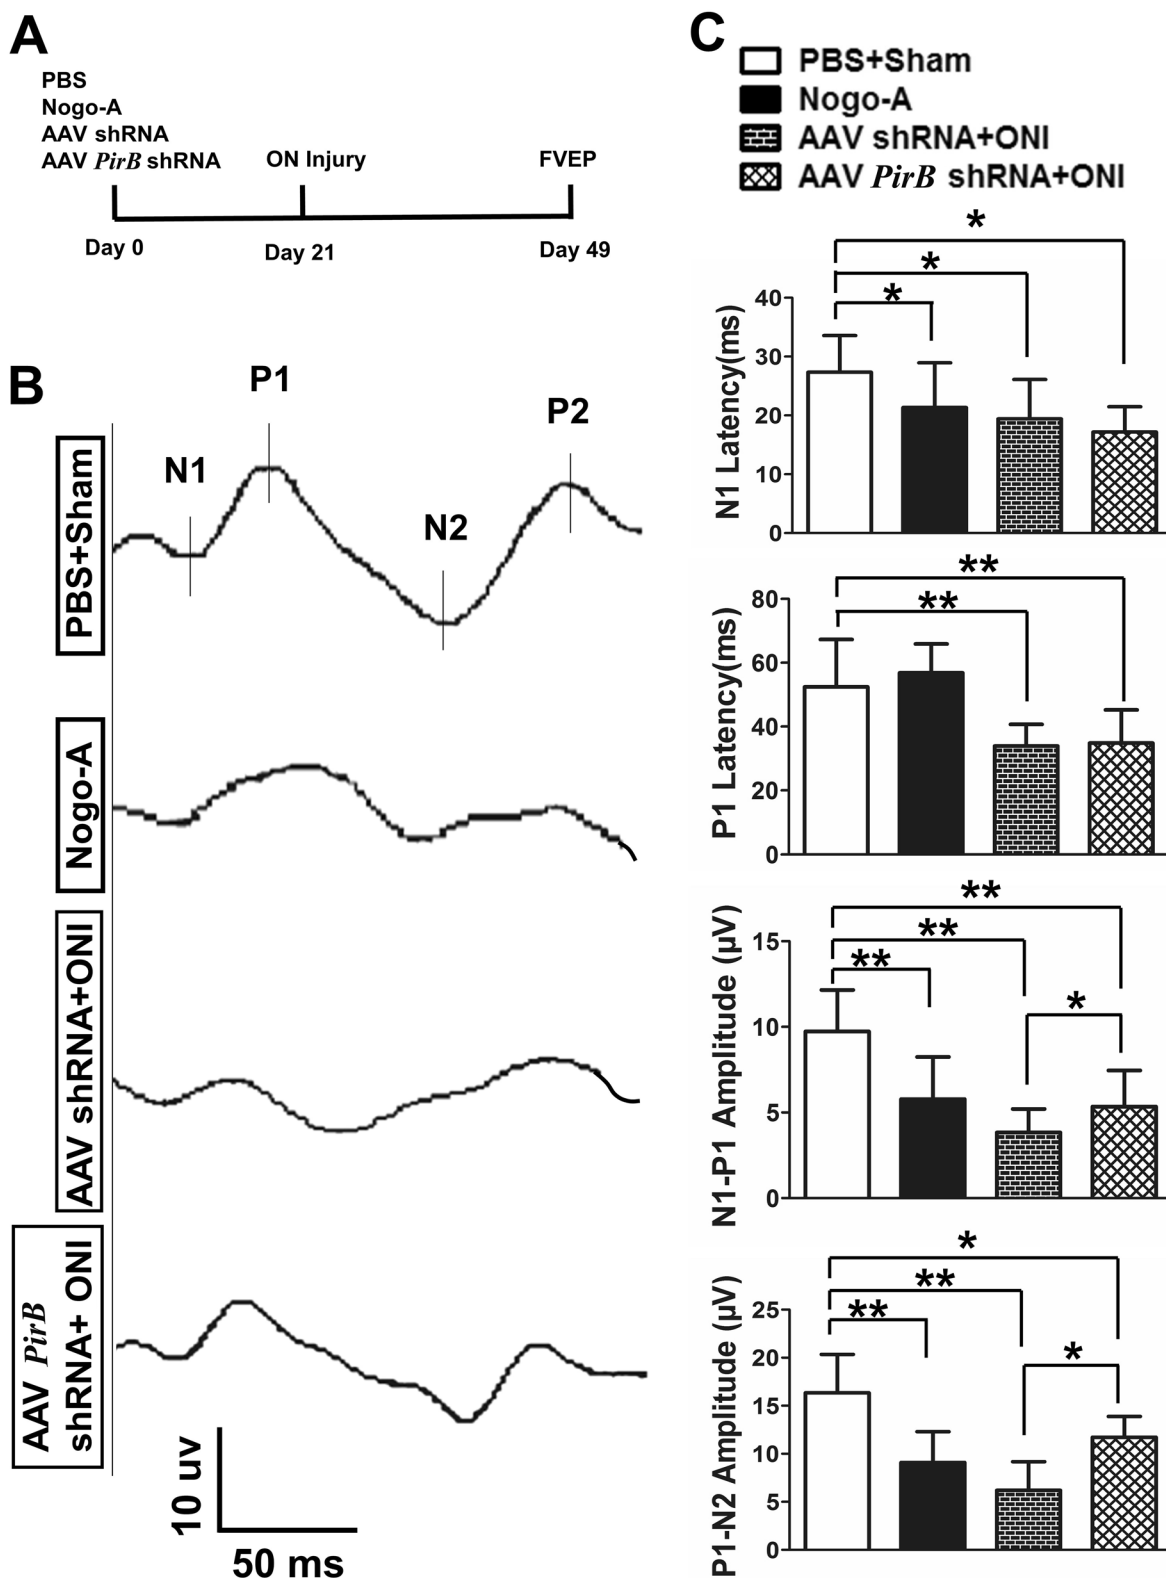 A
PBS
Nogo-A
AAV shRNA
AAV PirB shRNA
ON Injury
FVEP
Day 0
Day 21
Day 49
B
PBS+Sham
N1
P1
N2
P2
Nogo-A
AAV shRNA+ONI
AAV PirB
shRNA+ ONI
10 uv
50 ms
C
PBS+Sham
Nogo-A
AAV shRNA+ONI
AAV PirB shRNA+ONI
*
*
*
N1 Latency(ms)
40
30
20
10
0
**
**
P1 Latency(ms)
80
60
40
20
0
**
**
**
*
N1-P1 Amplitude (µV)
15
10
5
0
*
**
**
*
P1-N2 Amplitude (µV)
25
20
15
10
5
0